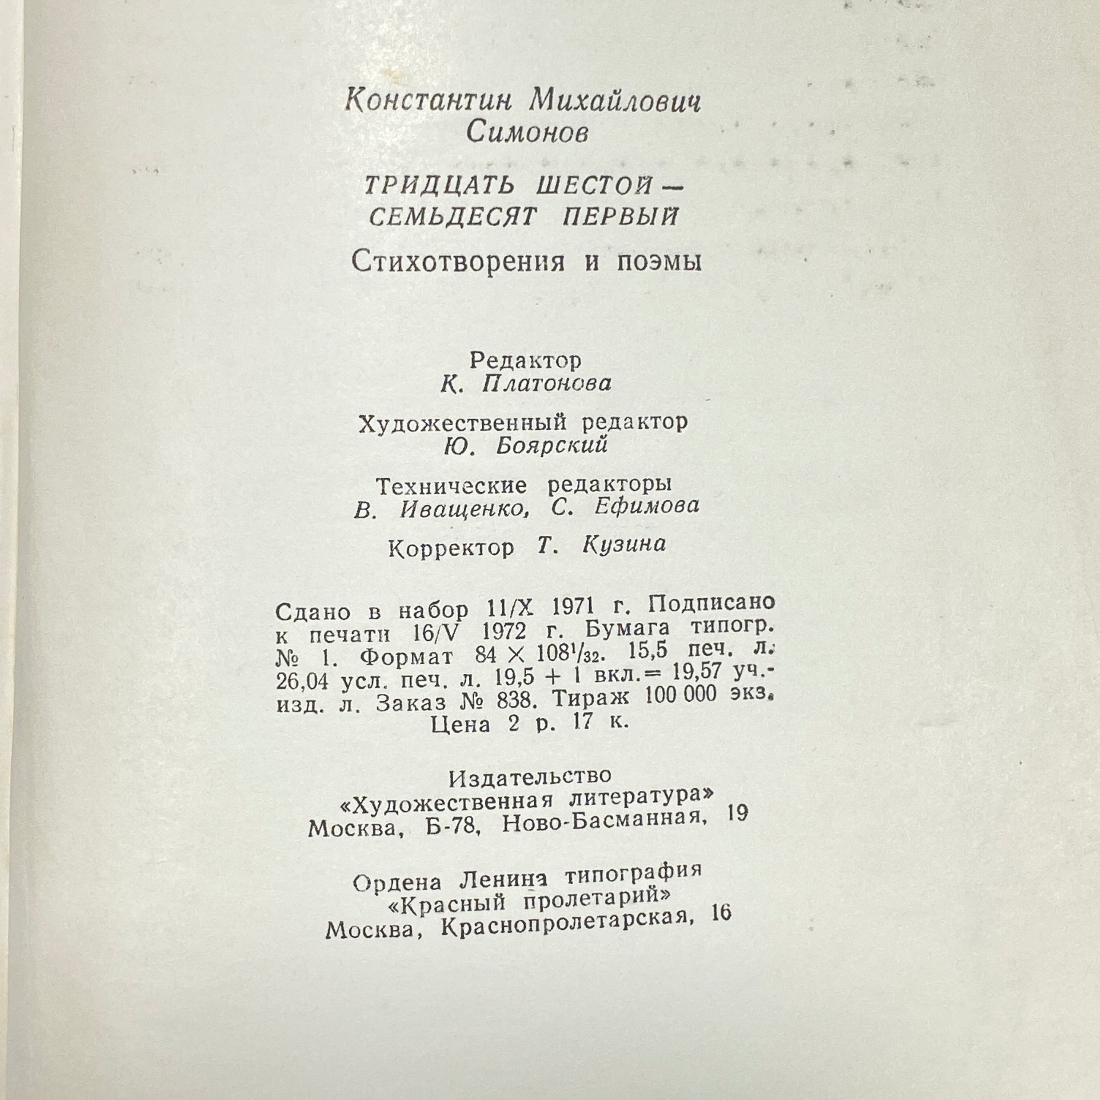 Константин Михайлович
Симонов
ТРИДЦАТЬ ШЕСТОЙ —
СЕМЬДЕСЯТ ПЕРВЫЙ
Стихотворения и поэмы
Редактор
К. Платонова
Художественный редактор
Ю. Боярский
Технические редакторы
В. Иващенко, С. Ефимова
Корректор Т. Кузина
Сдано в набор 11/X 1971 г. Подписано
к печати 16/V 1972 г. Бумага типогр.
№ 1. Формат 84 × 108¹/₃₂. 15,5 печ. л.
26,04 усл. печ. л. 19,5 + 1 вкл.= 19,57 уч.-
изд. л. Заказ № 838. Тираж 100 000 экз.
Цена 2 р. 17 к.
Издательство
«Художественная литература»
Москва, Б-78, Ново-Басманная, 19
Ордена Ленина типография
«Красный пролетарий»
Москва, Краснопролетарская, 16